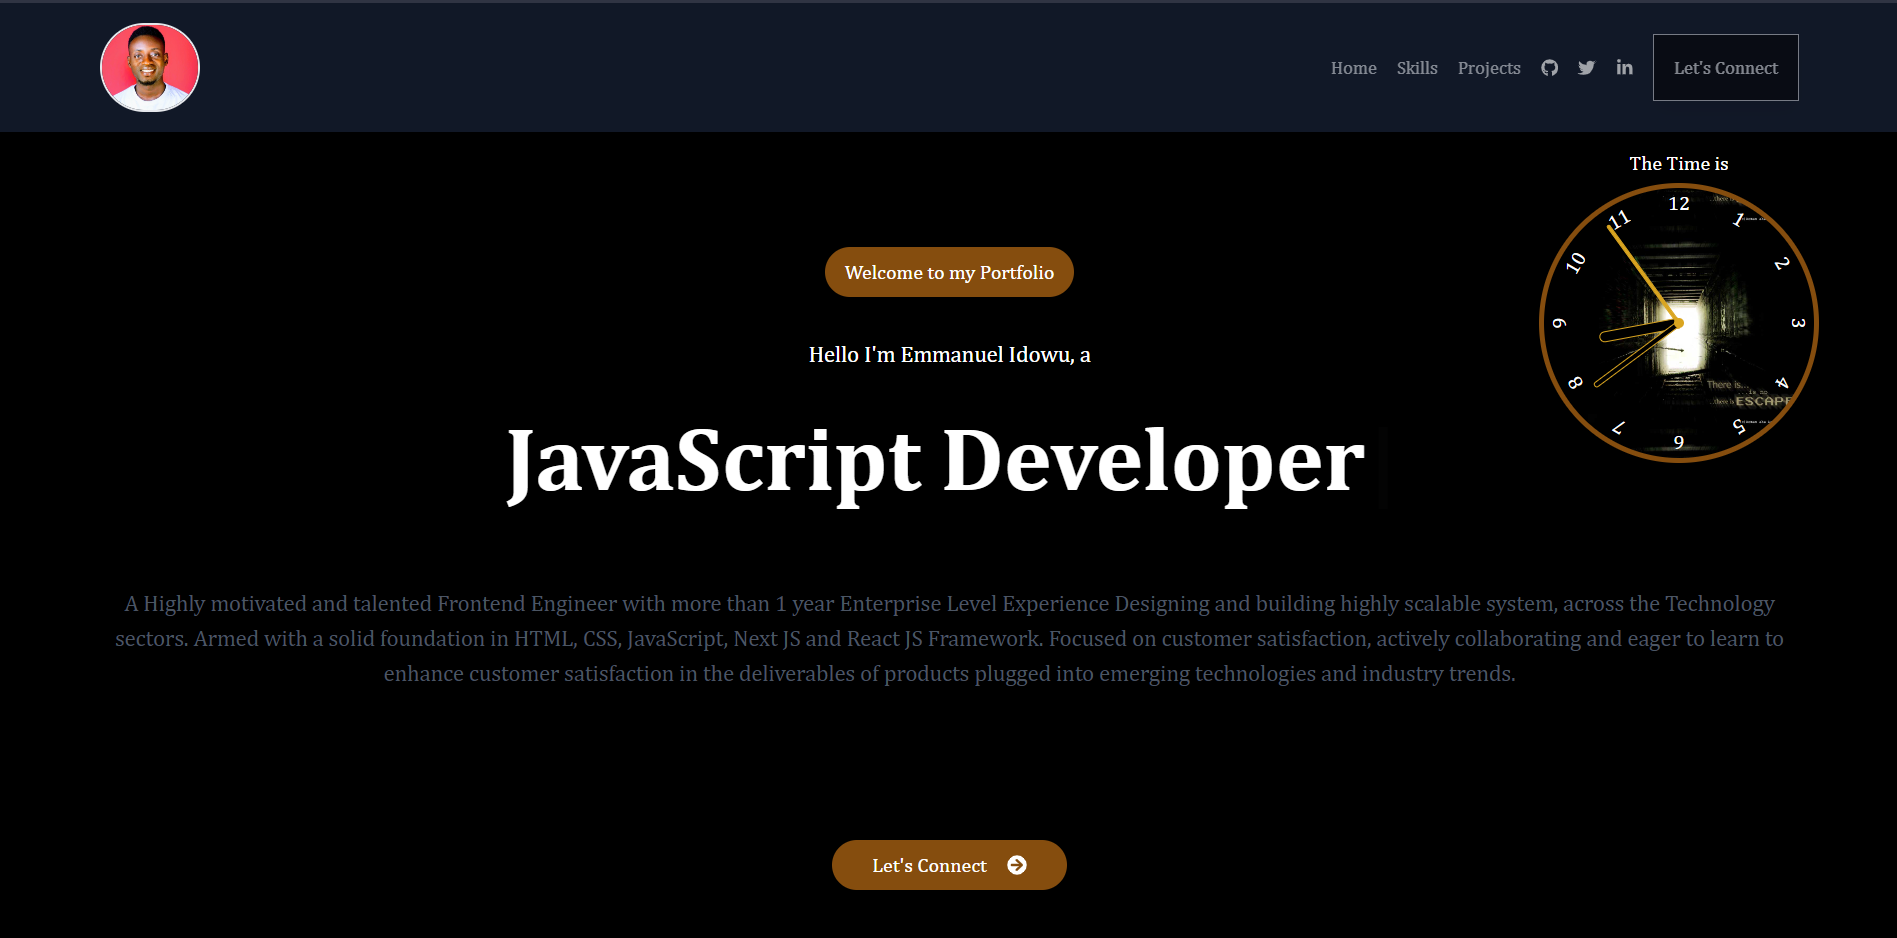 Home Skills Projects Let's Connect
The Time is
12
1
2
3
4
5
6
7
8
9
10
11
There is...
...is no
...there is ESCAPE
Welcome to my Portfolio
Hello I'm Emmanuel Idowu, a
JavaScript Developer
A Highly motivated and talented Frontend Engineer with more than 1 year Enterprise Level Experience Designing and building highly scalable system, across the Technology
sectors. Armed with a solid foundation in HTML, CSS, JavaScript, Next JS and React JS Framework. Focused on customer satisfaction, actively collaborating and eager to learn to
enhance customer satisfaction in the deliverables of products plugged into emerging technologies and industry trends.
Let's Connect